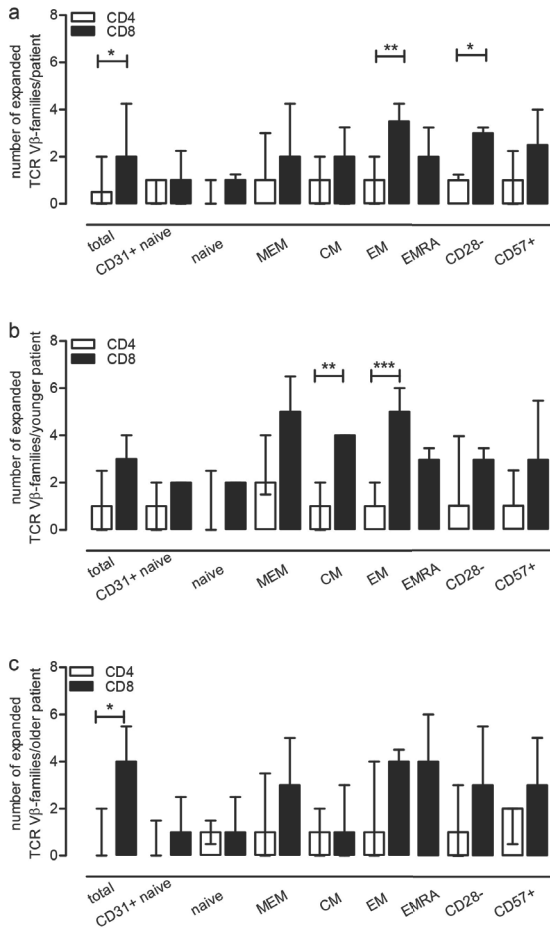 a
CD4
CD8
number of expanded
TCR Vβ-families/patient
8
6
4
2
0
*
**
*
total
CD31+ naive
naive
MEM
CM
EM
EMRA
CD28-
CD57+
b
CD4
CD8
number of expanded
TCR Vβ-families/younger patient
8
6
4
2
0
**
***
total
CD31+ naive
naive
MEM
CM
EM
EMRA
CD28-
CD57+
c
CD4
CD8
number of expanded
TCR Vβ-families/older patient
8
6
4
2
0
*
total
CD31+ naive
naive
MEM
CM
EM
EMRA
CD28-
CD57+